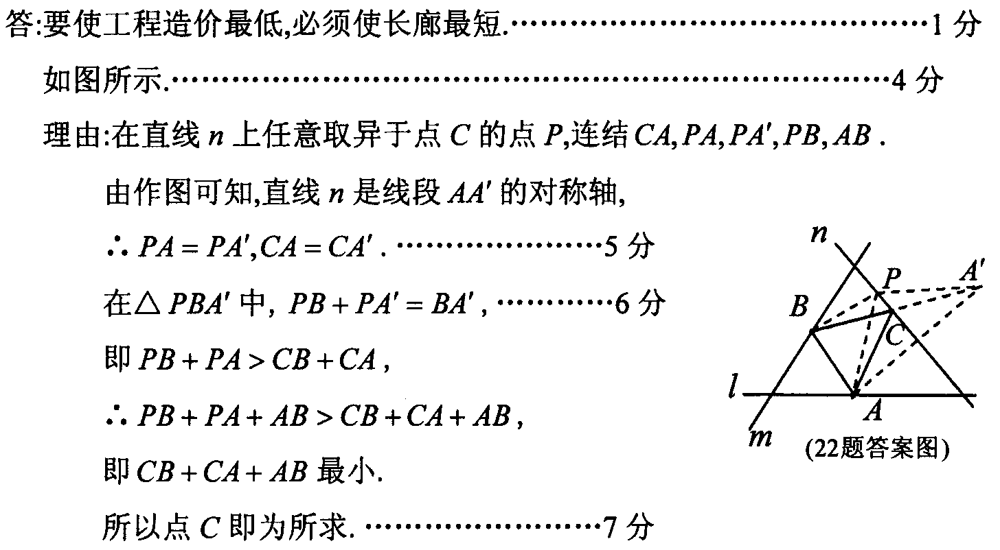 答:要使工程造价最低,必须使长廊最短.……………………………………1 分
如图所示.………………………………………………………………4 分
理由:在直线 n 上任意取异于点 C 的点 P,连结 CA, PA, PA′, PB, AB .
由作图可知,直线 n 是线段 AA′ 的对称轴,
∴ PA = PA′,CA = CA′ . …………………5 分
在△ PBA′ 中, PB + PA′ = BA′ , …………6 分
即 PB + PA > CB + CA ,
∴ PB + PA + AB > CB + CA + AB ,
即 CB + CA + AB 最小.
所以点 C 即为所求. ……………………7 分
n
P
A′
B
C
l
A
m
(22题答案图)